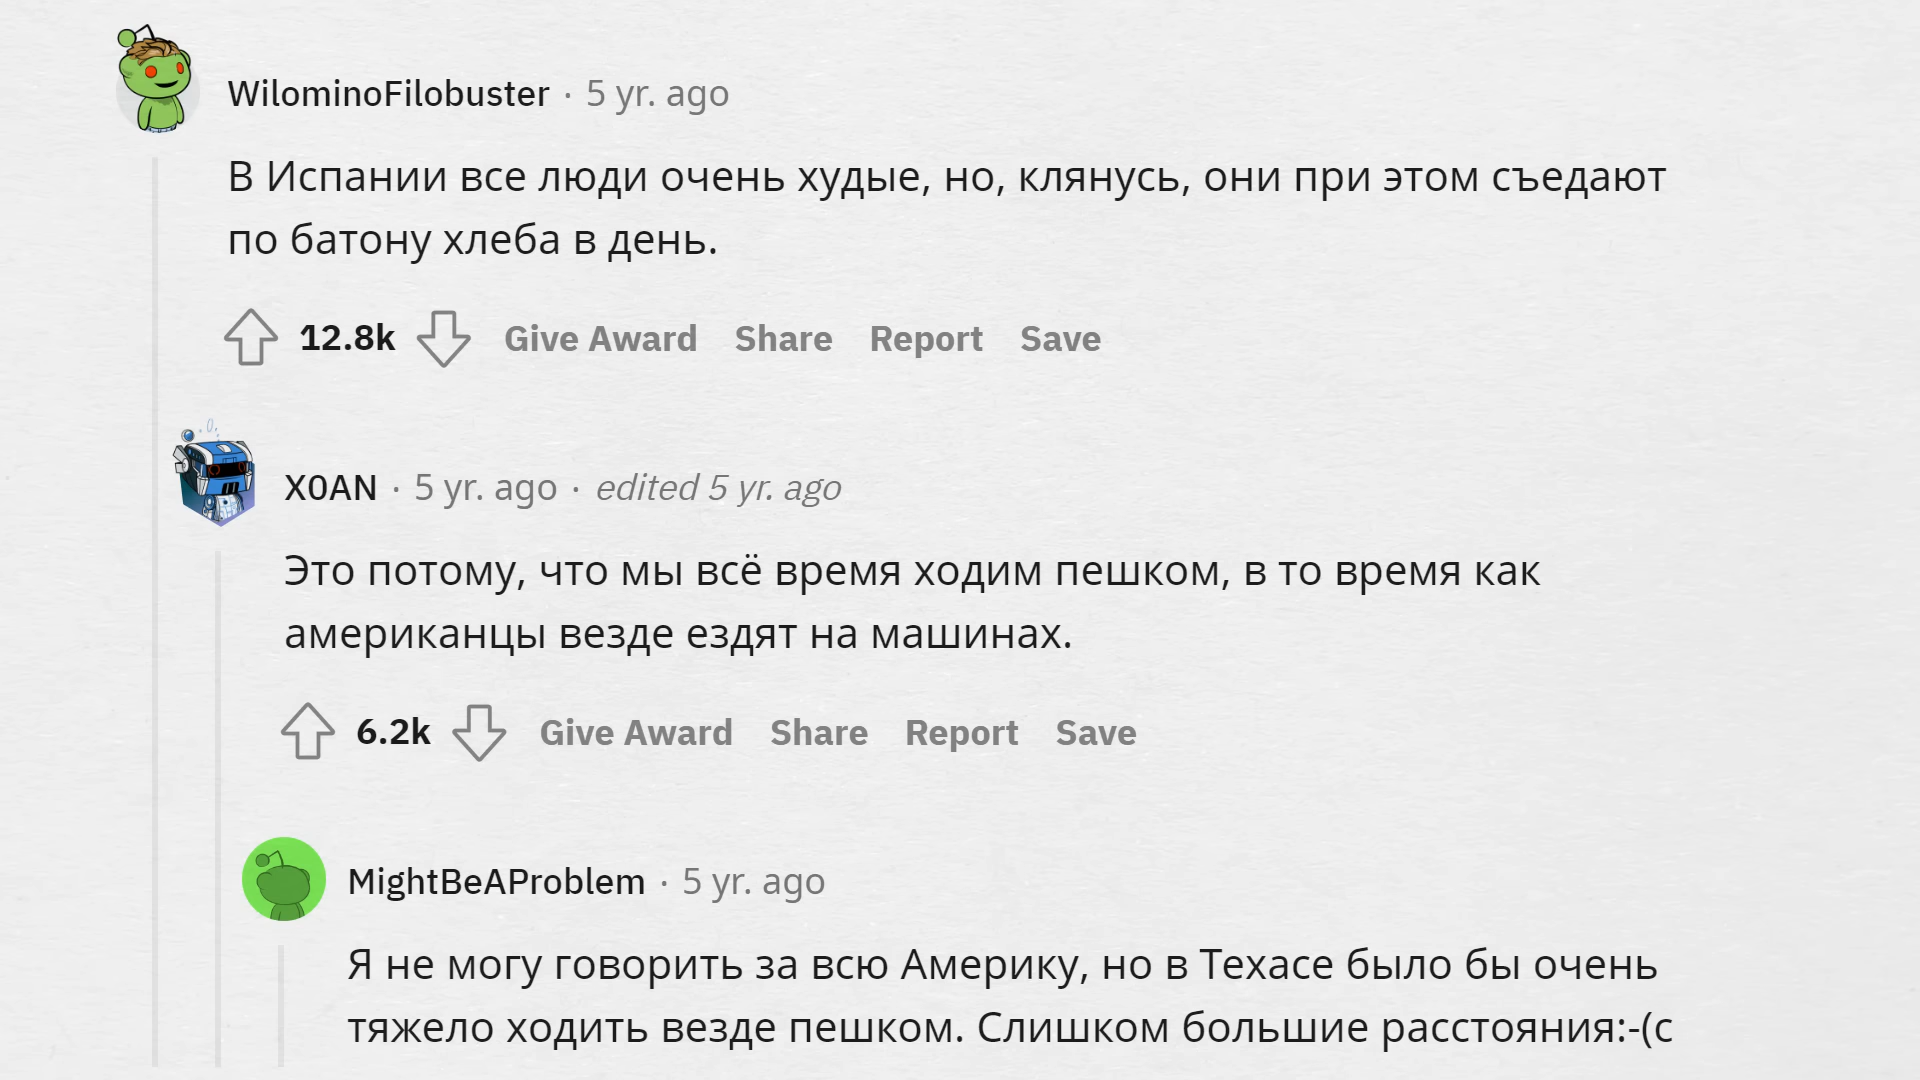 WilominoFilobuster · 5 yr. ago
В Испании все люди очень худые, но, клянусь, они при этом съедают
по батону хлеба в день.
12.8k Give Award Share Report Save
X0AN · 5 yr. ago · edited 5 yr. ago
Это потому, что мы всё время ходим пешком, в то время как
американцы везде ездят на машинах.
6.2k Give Award Share Report Save
MightBeAProblem · 5 yr. ago
Я не могу говорить за всю Америку, но в Техасе было бы очень
тяжело ходить везде пешком. Слишком большие расстояния:-(с